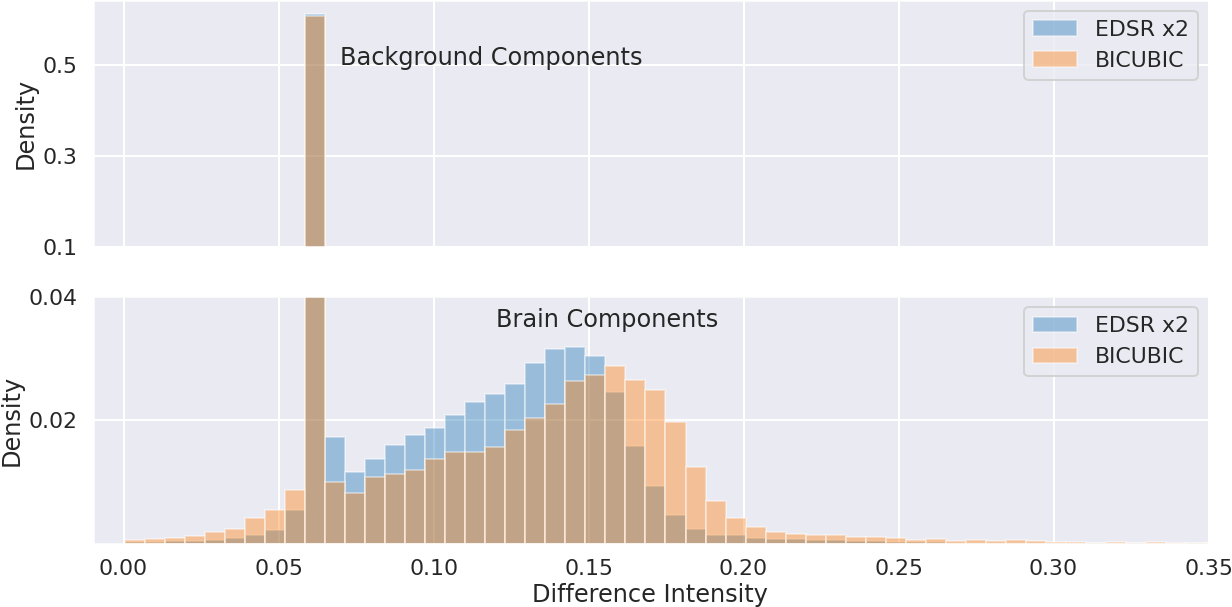 Background Components
EDSR x2
BICUBIC
0.5
0.3
0.1
Density
Brain Components
EDSR x2
BICUBIC
0.04
0.02
Density
0.00 0.05 0.10 0.15 0.20 0.25 0.30 0.35
Difference Intensity